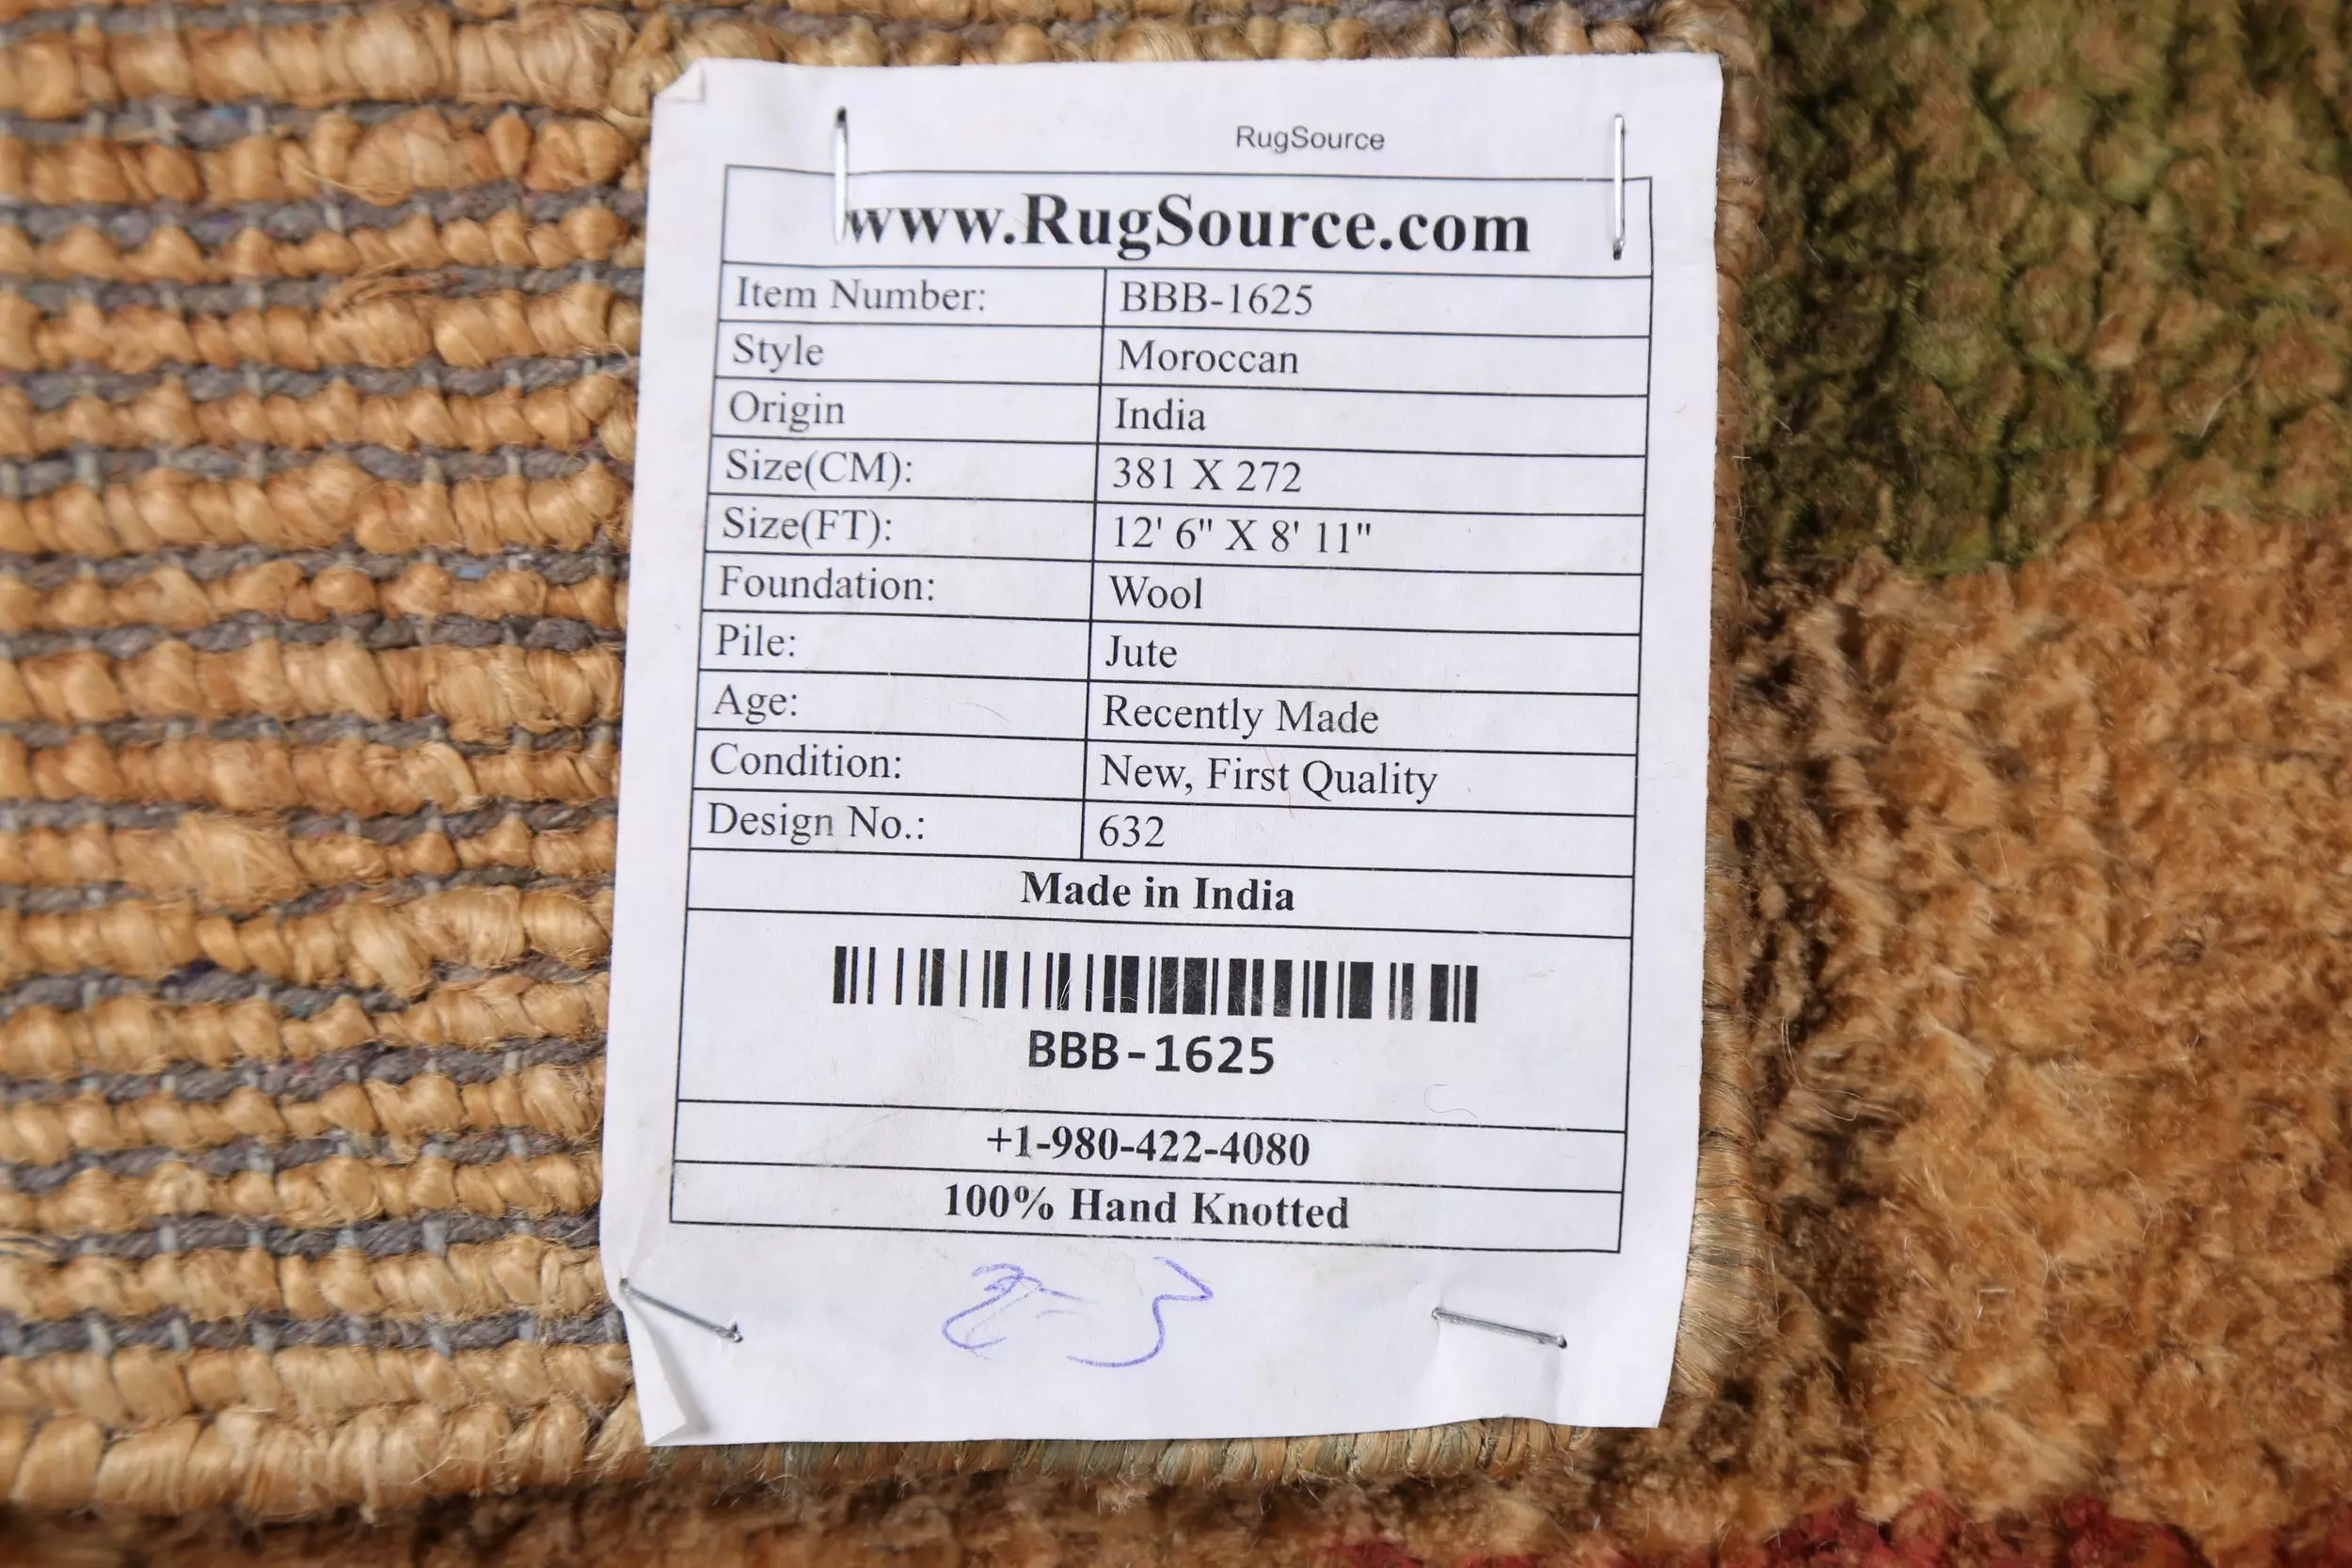 RugSource
www.RugSource.com
Item Number: BBB-1625
Style Moroccan
Origin India
Size(CM): 381 X 272
Size(FT): 12' 6" X 8' 11"
Foundation: Wool
Pile: Jute
Age: Recently Made
Condition: New, First Quality
Design No.: 632
Made in India
BBB-1625
+1-980-422-4080
100% Hand Knotted